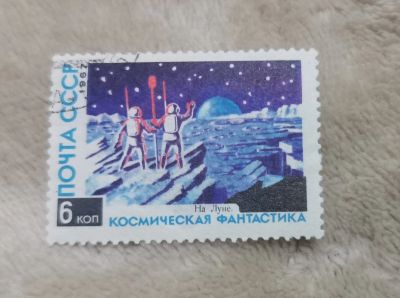 ПОЧТА СССР
1967
На Луне.
6 КОП
КОСМИЧЕСКАЯ ФАНТАСТИКА